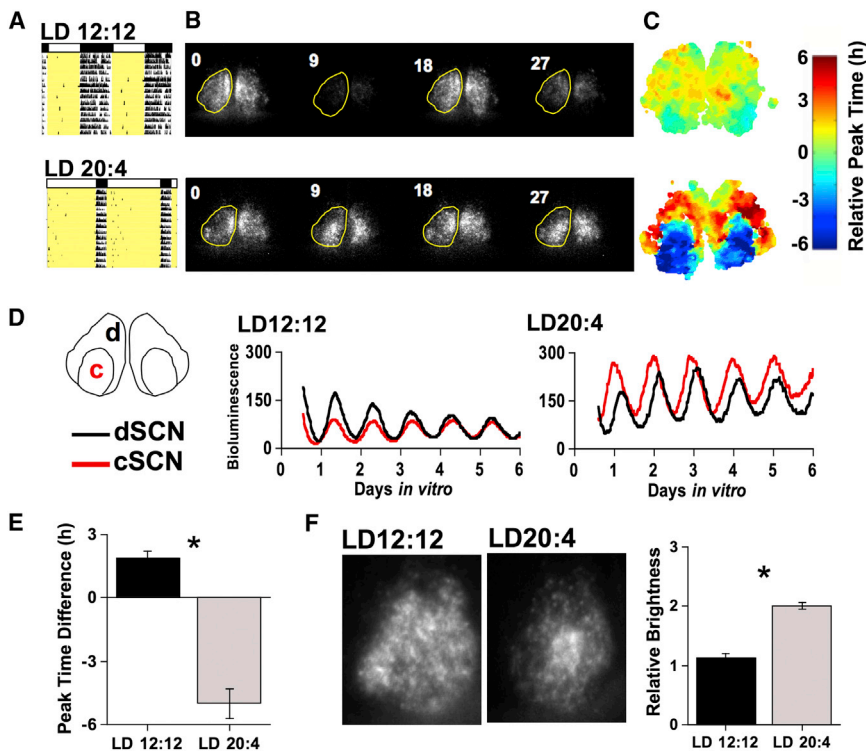 A
LD 12:12
LD 20:4
B
0
9
18
27
0
9
18
27
C
6
3
0
-3
-6
Relative Peak Time (h)
D
d
c
dSCN
cSCN
LD12:12
Bioluminescence
300
150
0
0 1 2 3 4 5 6
Days in vitro
LD20:4
300
150
0
0 1 2 3 4 5 6
Days in vitro
E
Peak Time Difference (h)
3
0
-3
-6
*
LD 12:12 LD 20:4
F
LD12:12
LD20:4
Relative Brightness
3
2
1
0
*
LD 12:12 LD 20:4